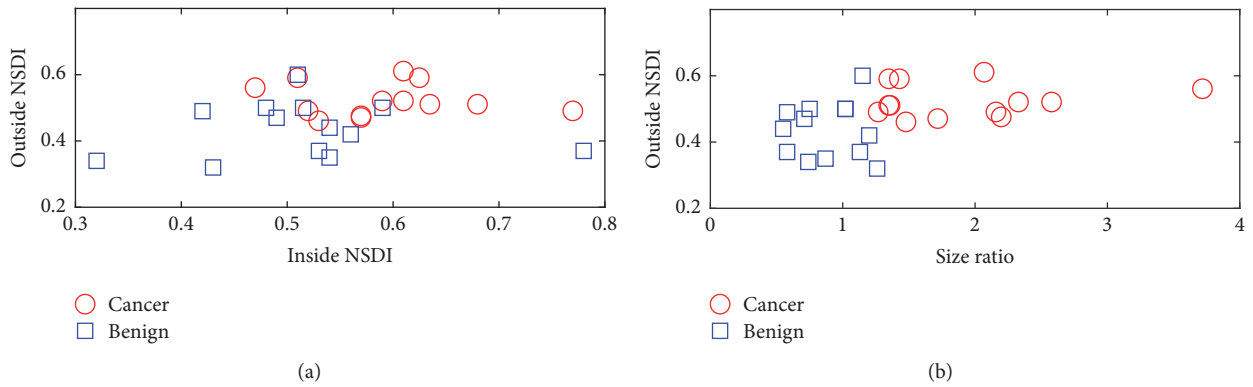 Outside NSDI
0.6
0.4
0.2
0.3
0.4
0.5
0.6
0.7
0.8
Inside NSDI
Cancer
Benign
(a)
Outside NSDI
0.6
0.4
0.2
0
1
2
3
4
Size ratio
Cancer
Benign
(b)